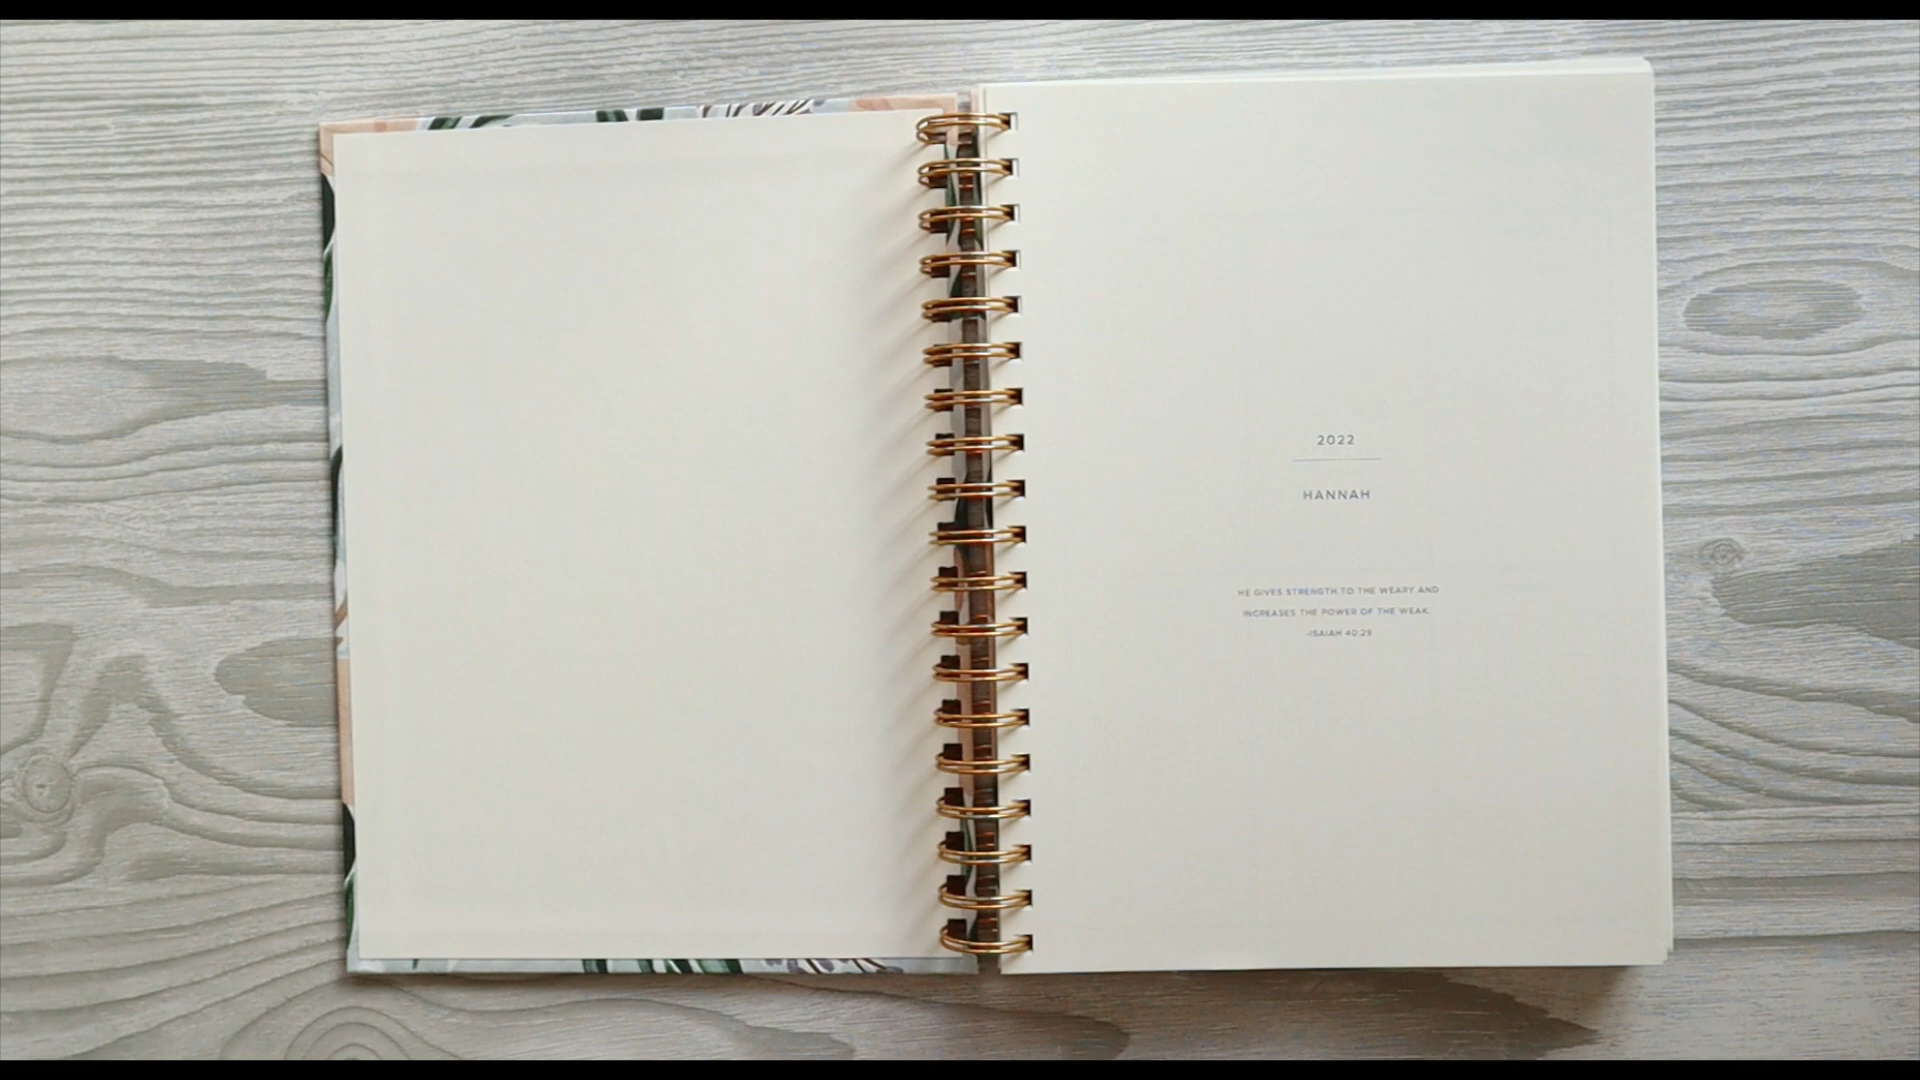 2022
HANNAH
HE GIVES STRENGTH TO THE WEARY AND
INCREASES THE POWER OF THE WEAK.
-ISAIAH 40:29